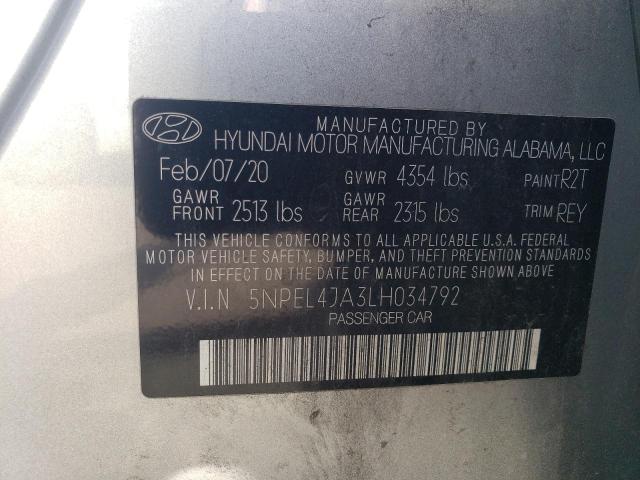 MANUFACTURED BY
HYUNDAI MOTOR MANUFACTURING ALABAMA, LLC
Feb/07/20 GVWR 4354 lbs PAINT R2T
GAWR FRONT 2513 lbs GAWR REAR 2315 lbs TRIM REY
THIS VEHICLE CONFORMS TO ALL APPLICABLE U.S.A. FEDERAL
MOTOR VEHICLE SAFETY, BUMPER, AND THEFT PREVENTION STANDARDS
IN EFFECT ON THE DATE OF MANUFACTURE SHOWN ABOVE.
V.I.N 5NPEL4JA3LH034792
PASSENGER CAR